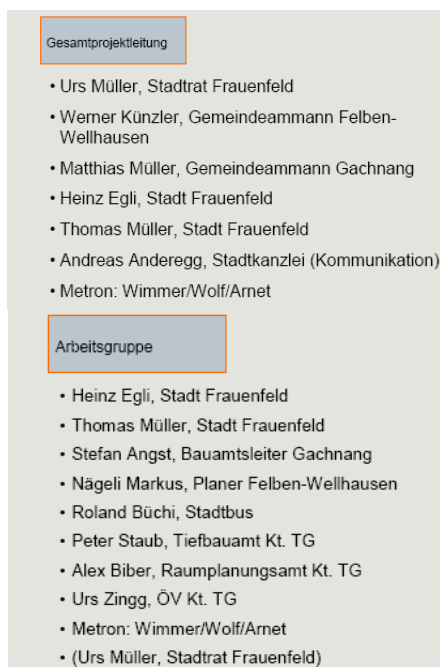 Gesamtprojektleitung
• Urs Müller, Stadtrat Frauenfeld
• Werner Künzler, Gemeindeammann Felben-
Wellhausen
• Matthias Müller, Gemeindeammann Gachnang
• Heinz Egli, Stadt Frauenfeld
• Thomas Müller, Stadt Frauenfeld
• Andreas Anderegg, Stadtkanzlei (Kommunikation)
• Metron: Wimmer/Wolf/Arnet
Arbeitsgruppe
• Heinz Egli, Stadt Frauenfeld
• Thomas Müller, Stadt Frauenfeld
• Stefan Angst, Bauamtsleiter Gachnang
• Nägeli Markus, Planer Felben-Wellhausen
• Roland Büchi, Stadtbus
• Peter Staub, Tiefbauamt Kt. TG
• Alex Biber, Raumplanungsamt Kt. TG
• Urs Zingg, ÖV Kt. TG
• Metron: Wimmer/Wolf/Arnet
• (Urs Müller, Stadtrat Frauenfeld)